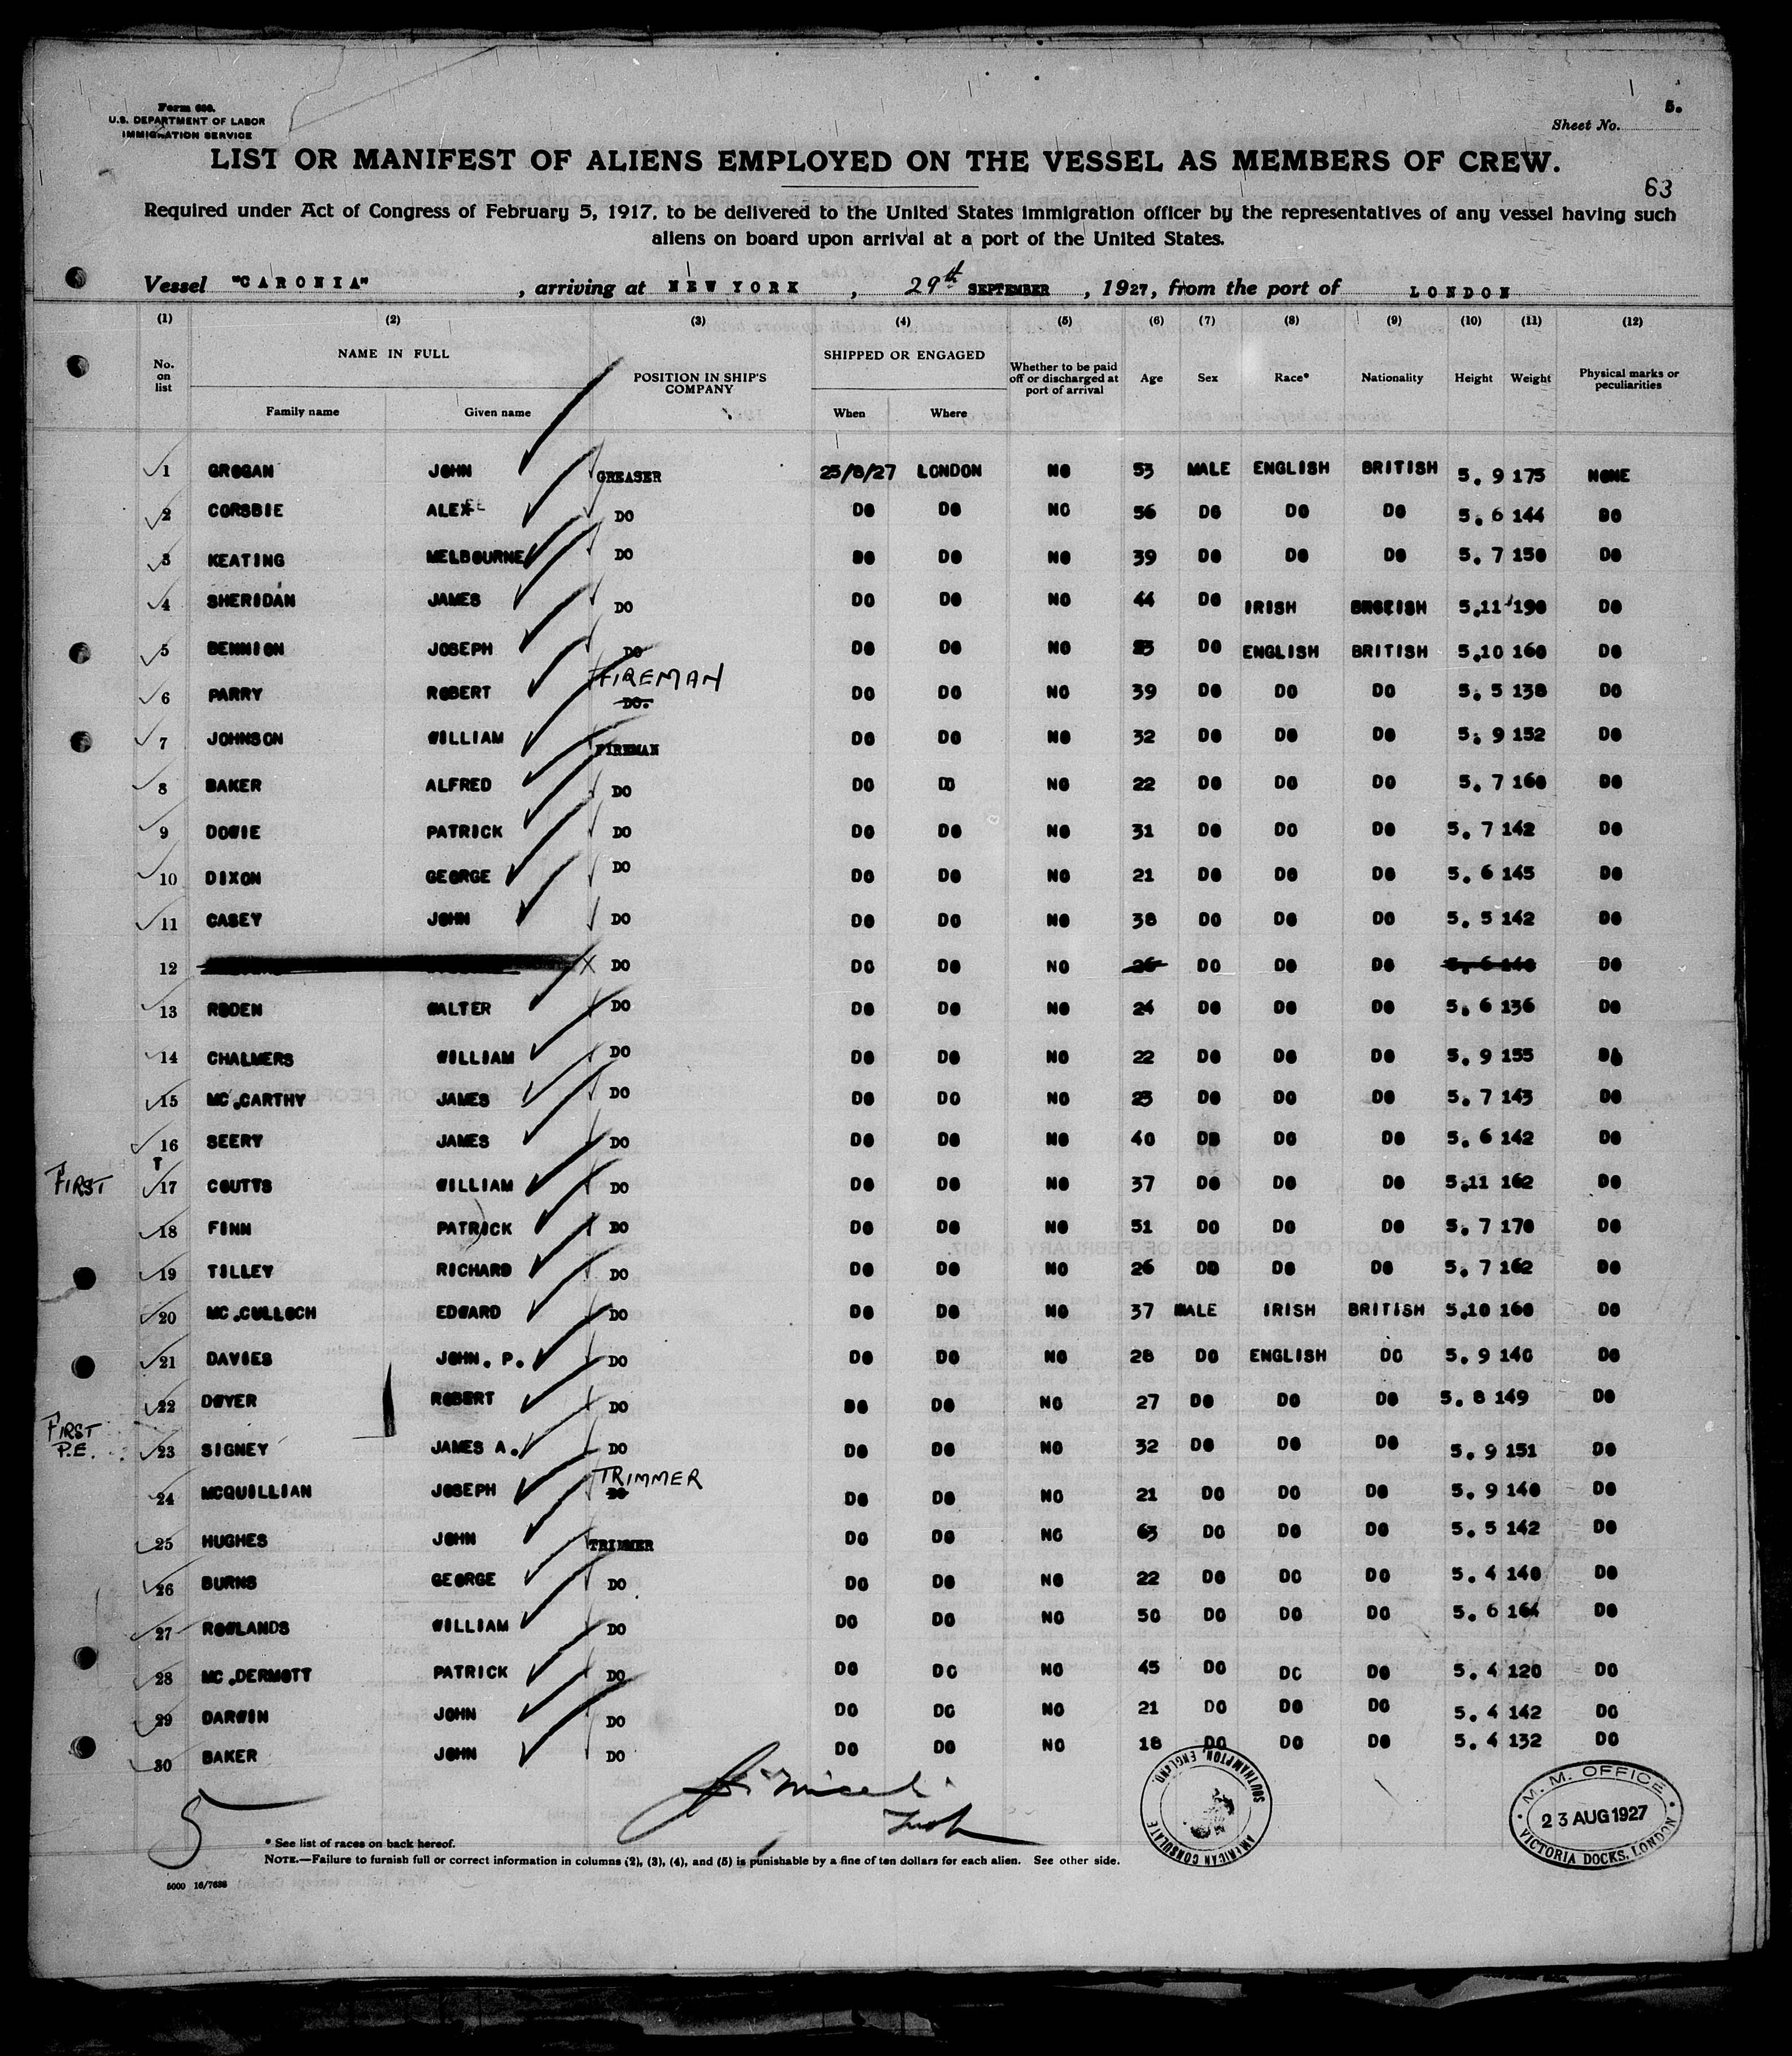 Form 680.
U.S. DEPARTMENT OF LABOR
IMMIGRATION SERVICE
5.
Sheet No.
LIST OR MANIFEST OF ALIENS EMPLOYED ON THE VESSEL AS MEMBERS OF CREW.
63
Required under Act of Congress of February 5, 1917, to be delivered to the United States immigration officer by the representatives of any vessel having such
aliens on board upon arrival at a port of the United States.
Vessel "CARONIA", arriving at NEW YORK, 29th SEPTEMBER, 1927, from the port of LONDON
(1) (2) (3) (4) (5) (6) (7) (8) (9) (10) (11) (12)
No. on list NAME IN FULL Family name Given name POSITION IN SHIP'S COMPANY SHIPPED OR ENGAGED When Where Whether to be paid off or discharged at port of arrival Age Sex Race* Nationality Height Weight Physical marks or peculiarities
1 GROGAN JOHN GREASER 25/8/27 LONDON NO 53 MALE ENGLISH BRITISH 5. 9 175 NONE
2 CORSBIE ALEX DO DO DO NO 56 DO DO DO 5. 6 144 DO
3 KEATING MELBOURNE DO DO DO NO 39 DO DO DO 5. 7 150 DO
4 SHERIDAN JAMES DO DO DO NO 44 DO IRISH 5.11 190 DO
5 BENNION JOSEPH DO DO DO NO DO ENGLISH BRITISH 5.10 160 DO
6 PARRY ROBERT FIREMAN DO. DO DO NO 39 DO DO DO 5. 5 138 DO
7 JOHNSON WILLIAM FIREMAN DO DO NO 32 DO DO DO 5. 9 152 DO
8 BAKER ALFRED DO DO DO NO 22 DO DO DO 5. 7 160 DO
9 DOWIE PATRICK DO DO DO NO 31 DO DO DO 5. 7 142 DO
10 DIXON GEORGE DO DO DO NO 21 DO DO DO 5. 6 145 DO
11 CASEY JOHN DO DO DO NO 38 DO DO DO 5. 5 142 DO
12 X DO DO DO NO 26 DO DO DO DO
13 RODEN WALTER DO DO DO NO 24 DO DO DO 5. 6 136 DO
14 CHALMERS WILLIAM DO DO DO NO 22 DO DO DO 5. 9 155 DO
15 MC.CARTHY JAMES DO DO DO NO 23 DO DO DO 5. 7 143 DO
16 SEERY JAMES DO DO DO NO 40 DO DO DO 5. 6 142 DO
FIRST T 17 COUTTS WILLIAM DO DO DO NO 37 DO DO DO 5.11 162 DO
18 FINN PATRICK DO DO DO NO 51 DO DO DO 5. 7 170 DO
19 TILLEY RICHARD DO DO DO NO 26 DO DO DO 5. 7 162 DO
20 MC.CULLOCH EDWARD DO DO DO NO 37 MALE IRISH BRITISH 5.10 160 DO
21 DAVIES JOHN. P. DO DO DO NO 28 DO ENGLISH DO 5. 9 140 DO
22 DWYER ROBERT DO DO DO NO 27 DO DO DO 5. 8 149 DO
FIRST P.E. 23 SIGNEY JAMES A. DO DO DO NO 32 DO DO DO 5. 9 151 DO
24 MCQUILLIAN JOSEPH TRIMMER DO DO DO NO 21 DO DO DO 5. 9 140 DO
25 HUGHES JOHN TRIMMER DO DO NO 63 DO DO DO 5. 5 142 DO
26 BURNS GEORGE DO DO DO NO 22 DO DO DO 5. 4 140 DO
27 ROWLANDS WILLIAM DO DO DO NO 50 DO DO DO 5. 6 164 DO
28 MC.DERMOTT PATRICK DO DO DO NO 45 DO DO DO 5. 4 120 DO
29 DARWIN JOHN DO DO DO NO 21 DO DO DO 5. 4 142 DO
30 BAKER JOHN DO DO DO NO 18 DO DO DO 5. 4 132 DO
5
AMERICAN CONSULATE SOUTHAMPTON, ENGLAND.
M. M. OFFICE
23 AUG 1927
VICTORIA DOCKS, LONDON
* See list of races on back hereof.
NOTE.—Failure to furnish full or correct information in columns (2), (3), (4), and (5) is punishable by a fine of ten dollars for each alien. See other side.
5000 16/7626